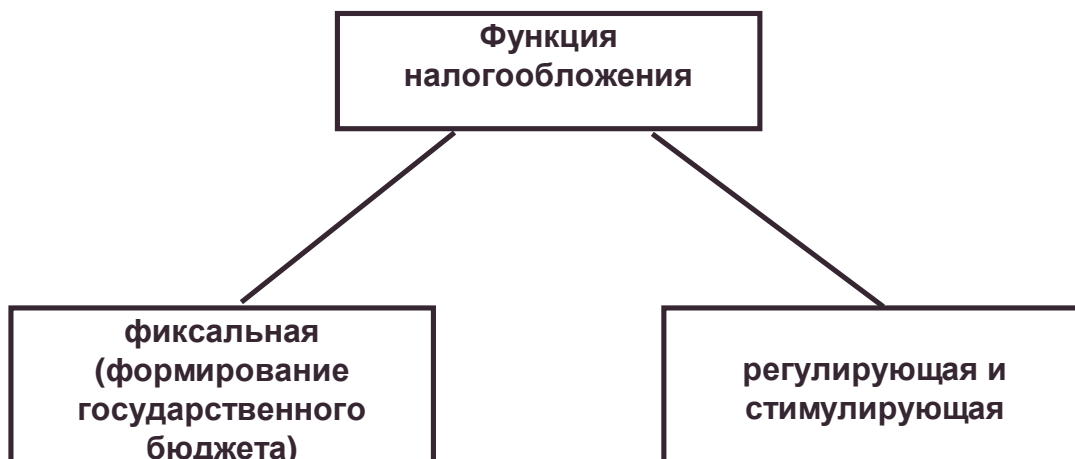 Функция
налогообложения
фиксальная
(формирование
государственного
бюджета)
регулирующая и
стимулирующая